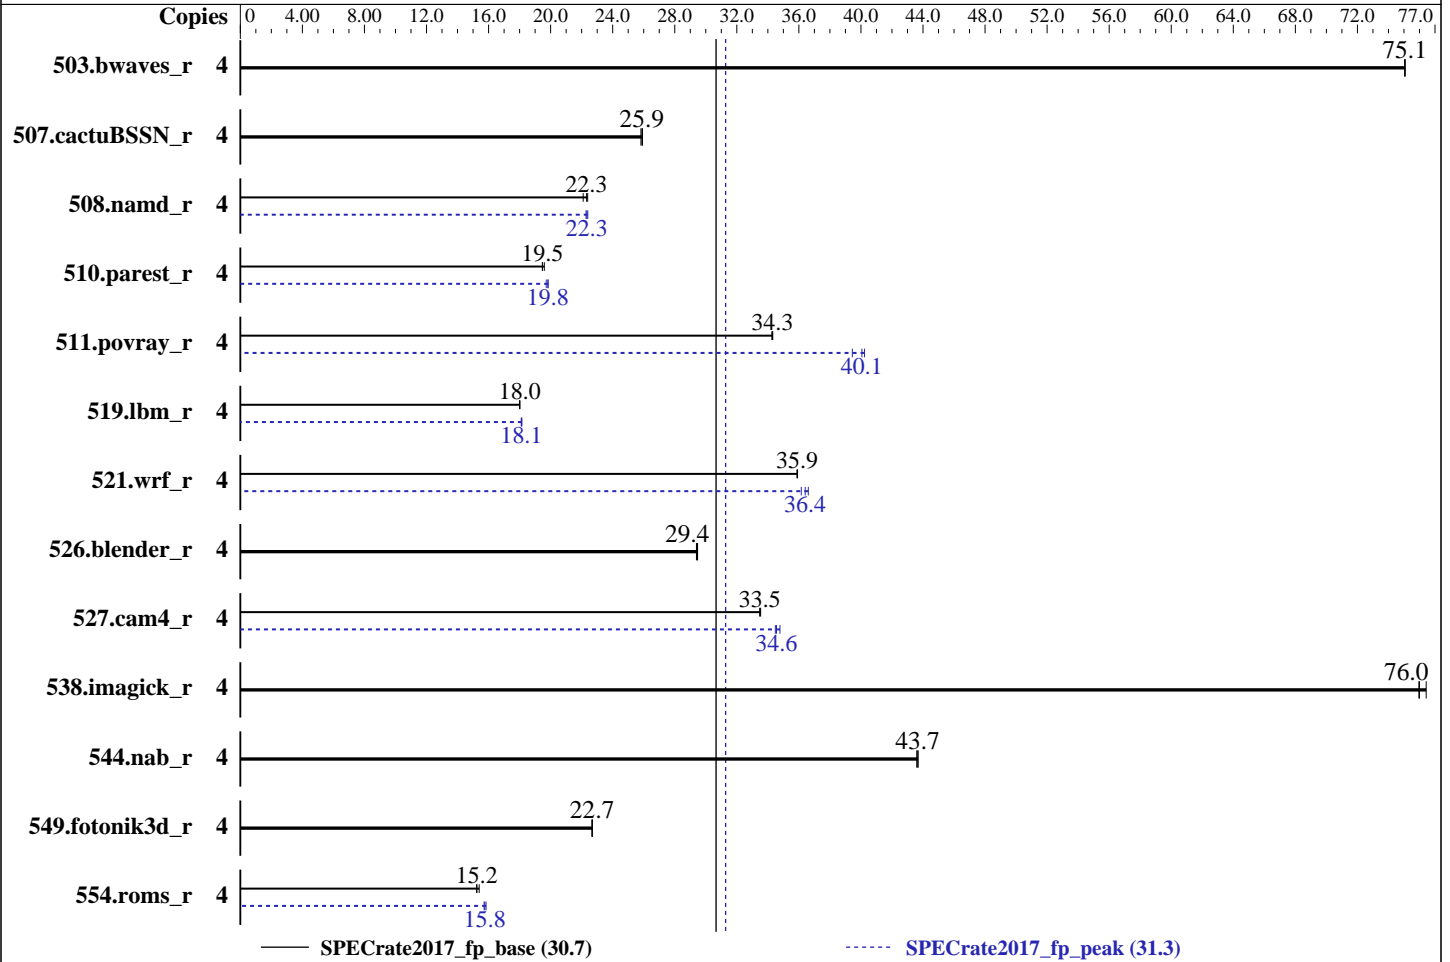 Copies 0 4.00 8.00 12.0 16.0 20.0 24.0 28.0 32.0 36.0 40.0 44.0 48.0 52.0 56.0 60.0 64.0 68.0 72.0 77.0
503.bwaves_r 4 75.1
507.cactuBSSN_r 4 25.9
508.namd_r 4 22.3
22.3
510.parest_r 4 19.5
19.8
511.povray_r 4 34.3
40.1
519.lbm_r 4 18.0
18.1
521.wrf_r 4 35.9
36.4
526.blender_r 4 29.4
527.cam4_r 4 33.5
34.6
538.imagick_r 4 76.0
544.nab_r 4 43.7
549.fotonik3d_r 4 22.7
554.roms_r 4 15.2
15.8
SPECrate2017_fp_base (30.7) SPECrate2017_fp_peak (31.3)